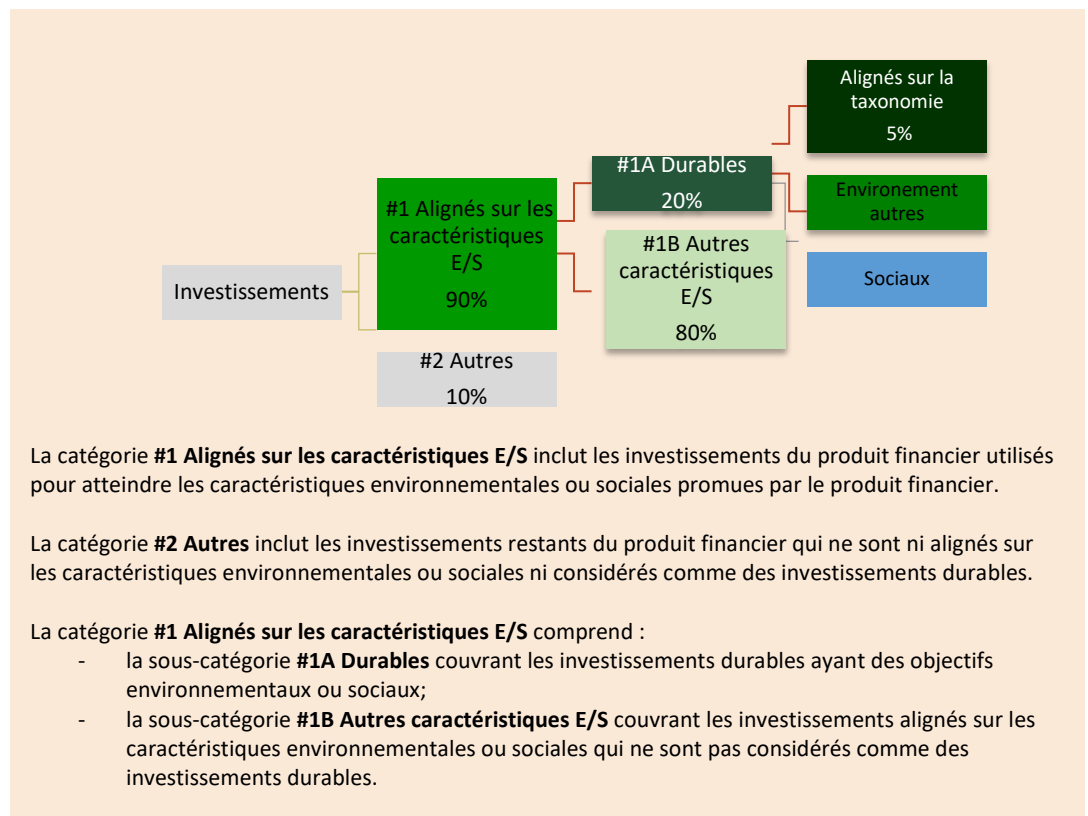 Alignés sur la
taxonomie
5%
#1A Durables
20%
Environement
autres
#1 Alignés sur les
caractéristiques
E/S
90%
#1B Autres
caractéristiques
E/S
80%
Sociaux
Investissements
#2 Autres
10%
La catégorie #1 Alignés sur les caractéristiques E/S inclut les investissements du produit financier utilisés
pour atteindre les caractéristiques environnementales ou sociales promues par le produit financier.
La catégorie #2 Autres inclut les investissements restants du produit financier qui ne sont ni alignés sur
les caractéristiques environnementales ou sociales ni considérés comme des investissements durables.
La catégorie #1 Alignés sur les caractéristiques E/S comprend :
- la sous-catégorie #1A Durables couvrant les investissements durables ayant des objectifs
environnementaux ou sociaux;
- la sous-catégorie #1B Autres caractéristiques E/S couvrant les investissements alignés sur les
caractéristiques environnementales ou sociales qui ne sont pas considérés comme des
investissements durables.